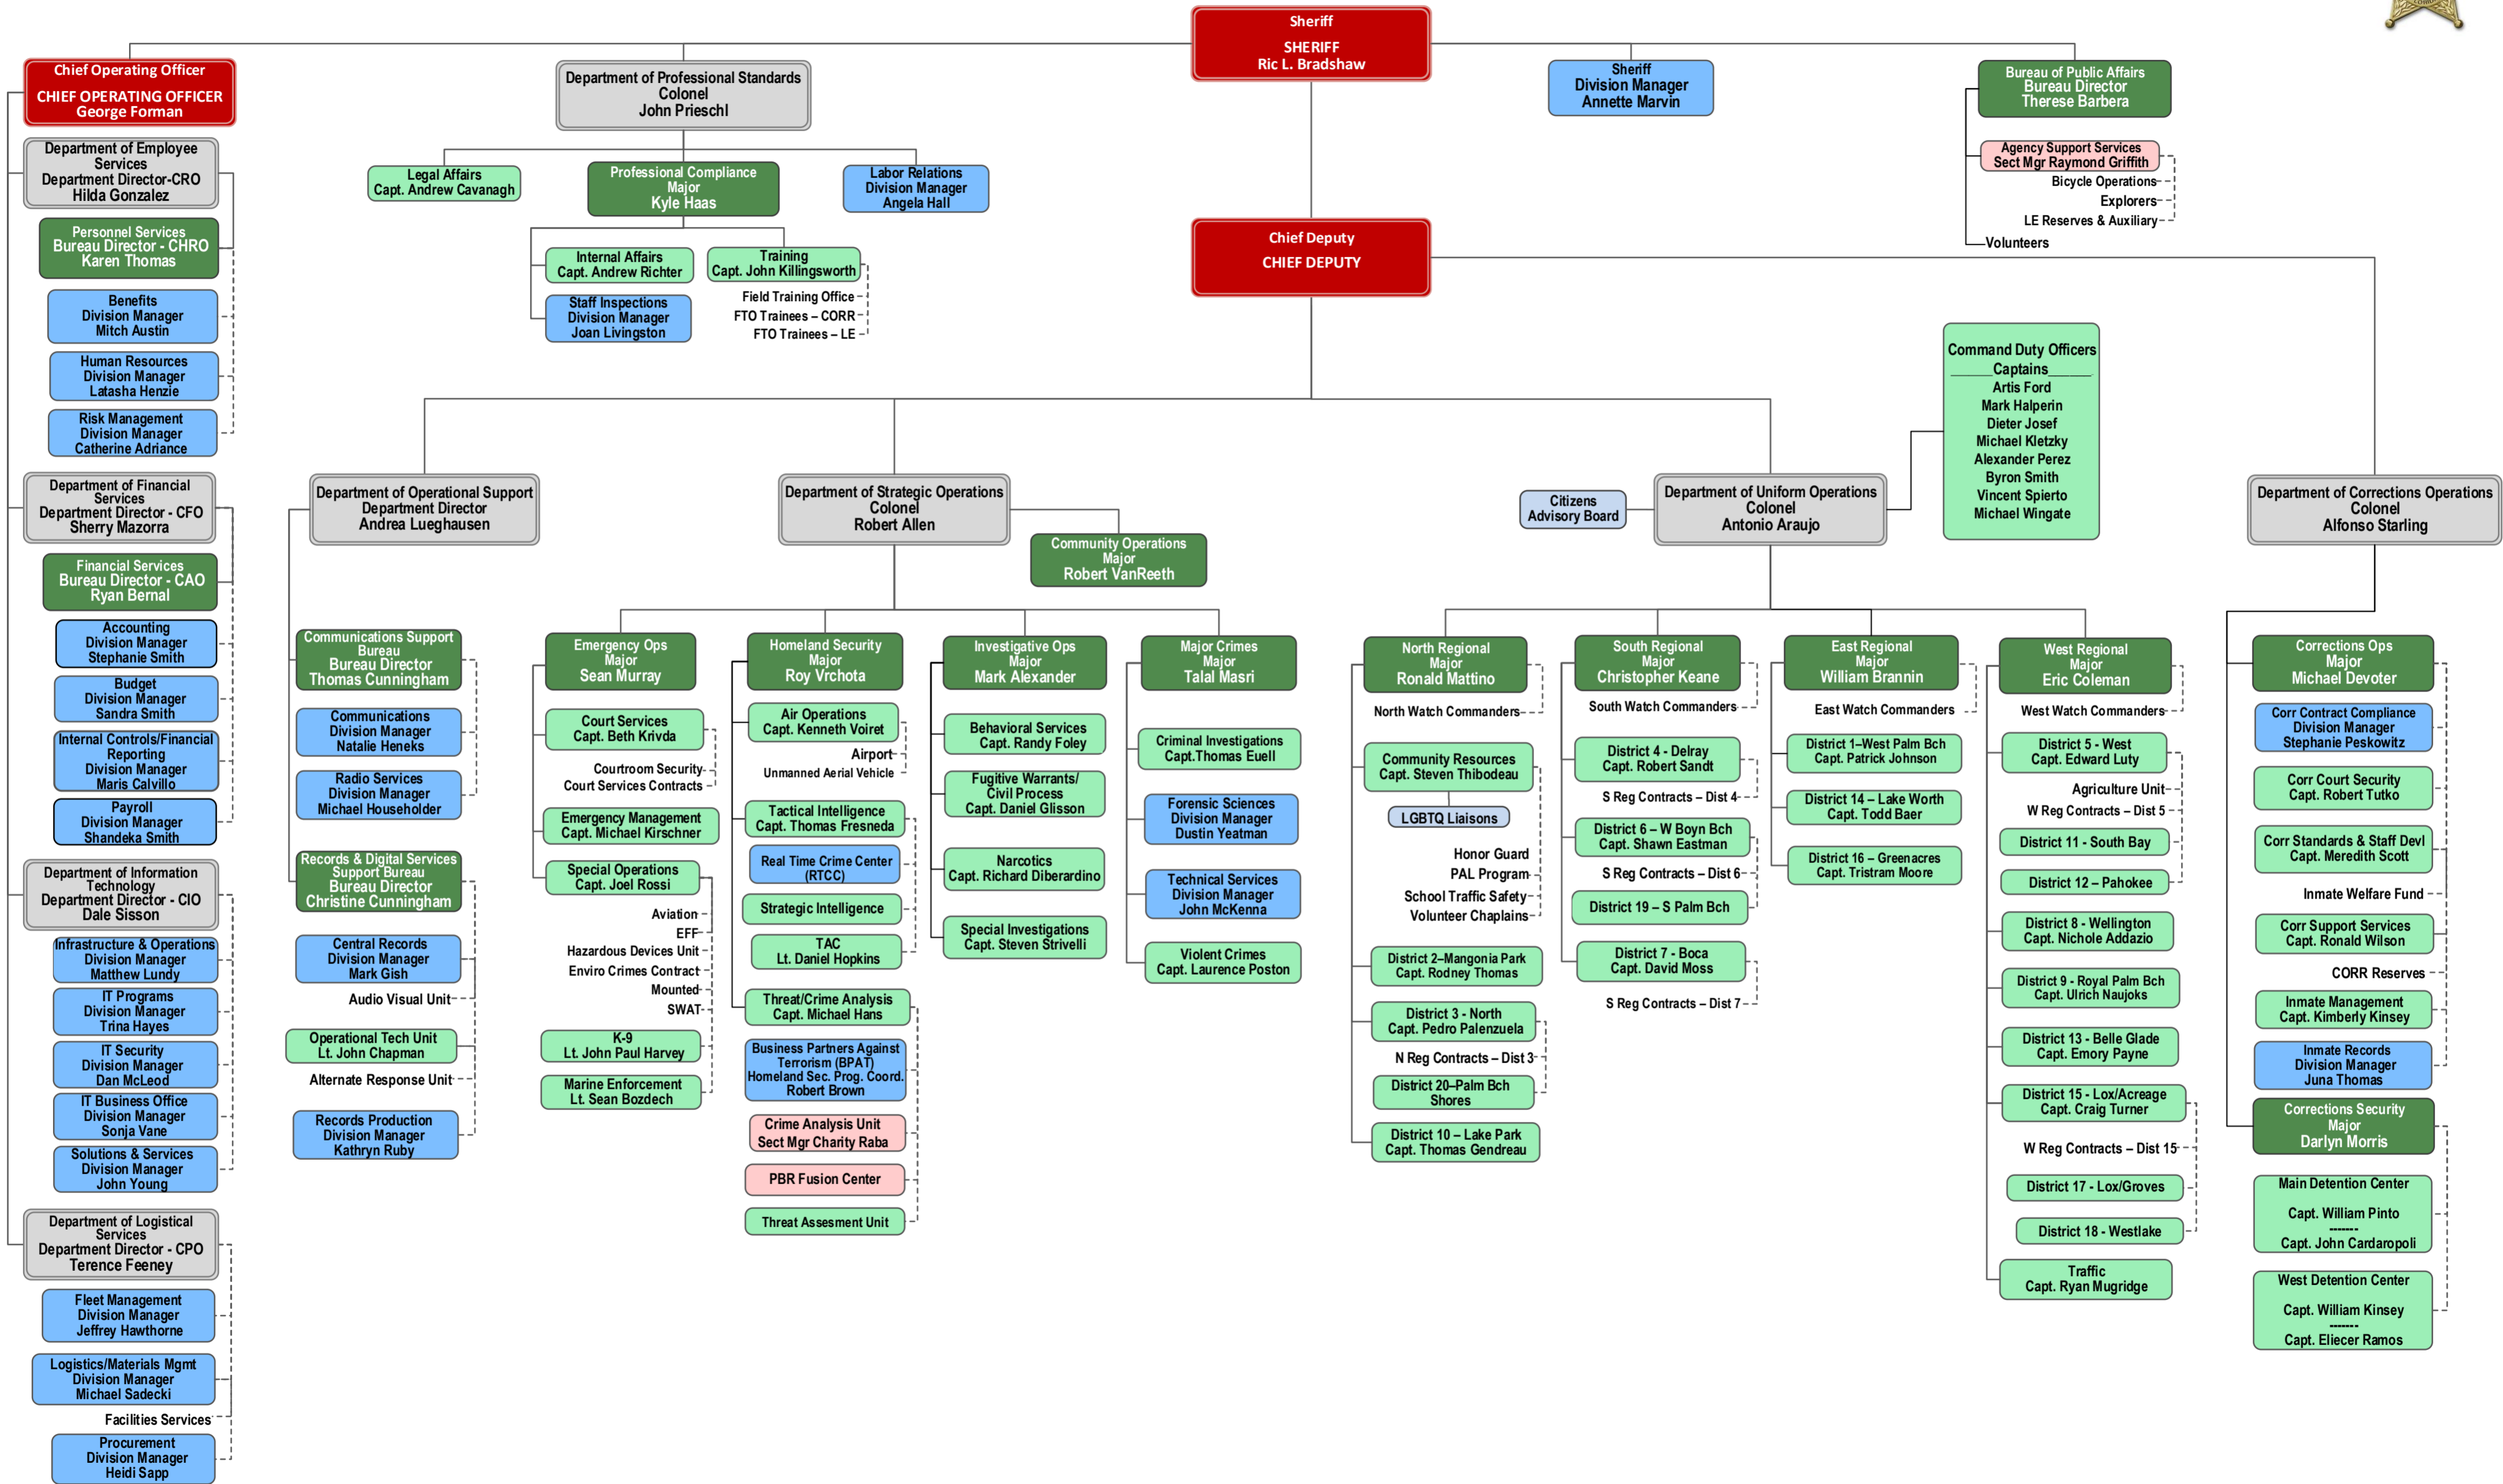 Sheriff
SHERIFF
Ric L. Bradshaw
Chief Operating Officer
CHIEF OPERATING OFFICER
George Forman
Department of Professional Standards
Colonel
John Prieschl
Sheriff
Division Manager
Annette Marvin
Bureau of Public Affairs
Bureau Director
Therese Barbera
Agency Support Services
Sect Mgr Raymond Griffith
Bicycle Operations
Explorers
LE Reserves & Auxiliary
Volunteers
Legal Affairs
Capt. Andrew Cavanagh
Professional Compliance
Major
Kyle Haas
Labor Relations
Division Manager
Angela Hall
Internal Affairs
Capt. Andrew Richter
Staff Inspections
Division Manager
Joan Livingston
Training
Capt. John Killingsworth
Field Training Office
FTO Trainees – CORR
FTO Trainees – LE
Chief Deputy
CHIEF DEPUTY
Department of Employee
Services
Department Director-CRO
Hilda Gonzalez
Personnel Services
Bureau Director - CHRO
Karen Thomas
Benefits
Division Manager
Mitch Austin
Human Resources
Division Manager
Latasha Henzie
Risk Management
Division Manager
Catherine Adriance
Department of Financial
Services
Department Director - CFO
Sherry Mazorra
Financial Services
Bureau Director - CAO
Ryan Bernal
Accounting
Division Manager
Stephanie Smith
Budget
Division Manager
Sandra Smith
Internal Controls/Financial
Reporting
Division Manager
Maris Calvillo
Payroll
Division Manager
Shandeka Smith
Department of Information
Technology
Department Director - CIO
Dale Sisson
Infrastructure & Operations
Division Manager
Matthew Lundy
IT Programs
Division Manager
Trina Hayes
IT Security
Division Manager
Dan McLeod
IT Business Office
Division Manager
Sonja Vane
Solutions & Services
Division Manager
John Young
Department of Logistical
Services
Department Director - CPO
Terence Feeney
Fleet Management
Division Manager
Jeffrey Hawthorne
Logistics/Materials Mgmt
Division Manager
Michael Sadecki
Facilities Services
Procurement
Division Manager
Heidi Sapp
Department of Operational Support
Department Director
Andrea Lueghausen
Communications Support
Bureau
Bureau Director
Thomas Cunningham
Communications
Division Manager
Natalie Heneks
Radio Services
Division Manager
Michael Householder
Records & Digital Services
Support Bureau
Bureau Director
Christine Cunningham
Central Records
Division Manager
Mark Gish
Audio Visual Unit
Operational Tech Unit
Lt. John Chapman
Alternate Response Unit
Records Production
Division Manager
Kathryn Ruby
Department of Strategic Operations
Colonel
Robert Allen
Community Operations
Major
Robert VanReeth
Emergency Ops
Major
Sean Murray
Court Services
Capt. Beth Krivda
Courtroom Security
Court Services Contracts
Emergency Management
Capt. Michael Kirschner
Special Operations
Capt. Joel Rossi
Aviation
EFF
Hazardous Devices Unit
Enviro Crimes Contract
Mounted
SWAT
K-9
Lt. John Paul Harvey
Marine Enforcement
Lt. Sean Bozdech
Homeland Security
Major
Roy Vrchota
Air Operations
Capt. Kenneth Voiret
Airport
Unmanned Aerial Vehicle
Tactical Intelligence
Capt. Thomas Fresneda
Real Time Crime Center
(RTCC)
Strategic Intelligence
TAC
Lt. Daniel Hopkins
Threat/Crime Analysis
Capt. Michael Hans
Business Partners Against
Terrorism (BPAT)
Homeland Sec. Prog. Coord.
Robert Brown
Crime Analysis Unit
Sect Mgr Charity Raba
PBR Fusion Center
Threat Assesment Unit
Investigative Ops
Major
Mark Alexander
Behavioral Services
Capt. Randy Foley
Fugitive Warrants/
Civil Process
Capt. Daniel Glisson
Narcotics
Capt. Richard Diberardino
Special Investigations
Capt. Steven Strivelli
Major Crimes
Major
Talal Masri
Criminal Investigations
Capt.Thomas Euell
Forensic Sciences
Division Manager
Dustin Yeatman
Technical Services
Division Manager
John McKenna
Violent Crimes
Capt. Laurence Poston
Citizens
Advisory Board
Department of Uniform Operations
Colonel
Antonio Araujo
Command Duty Officers
______Captains______
Artis Ford
Mark Halperin
Dieter Josef
Michael Kletzky
Alexander Perez
Byron Smith
Vincent Spierto
Michael Wingate
North Regional
Major
Ronald Mattino
North Watch Commanders
Community Resources
Capt. Steven Thibodeau
LGBTQ Liaisons
Honor Guard
PAL Program
School Traffic Safety
Volunteer Chaplains
District 2–Mangonia Park
Capt. Rodney Thomas
District 3 - North
Capt. Pedro Palenzuela
N Reg Contracts – Dist 3
District 20–Palm Bch
Shores
District 10 – Lake Park
Capt. Thomas Gendreau
South Regional
Major
Christopher Keane
South Watch Commanders
District 4 - Delray
Capt. Robert Sandt
S Reg Contracts – Dist 4
District 6 – W Boyn Bch
Capt. Shawn Eastman
S Reg Contracts – Dist 6
District 19 – S Palm Bch
District 7 - Boca
Capt. David Moss
S Reg Contracts – Dist 7
East Regional
Major
William Brannin
East Watch Commanders
District 1–West Palm Bch
Capt. Patrick Johnson
District 14 – Lake Worth
Capt. Todd Baer
District 16 – Greenacres
Capt. Tristram Moore
West Regional
Major
Eric Coleman
West Watch Commanders
District 5 - West
Capt. Edward Luty
Agriculture Unit
W Reg Contracts – Dist 5
District 11 - South Bay
District 12 – Pahokee
District 8 - Wellington
Capt. Nichole Addazio
District 9 - Royal Palm Bch
Capt. Ulrich Naujoks
District 13 - Belle Glade
Capt. Emory Payne
District 15 - Lox/Acreage
Capt. Craig Turner
W Reg Contracts – Dist 15
District 17 - Lox/Groves
District 18 - Westlake
Traffic
Capt. Ryan Mugridge
Department of Corrections Operations
Colonel
Alfonso Starling
Corrections Ops
Major
Michael Devoter
Corr Contract Compliance
Division Manager
Stephanie Peskowitz
Corr Court Security
Capt. Robert Tutko
Corr Standards & Staff Devl
Capt. Meredith Scott
Inmate Welfare Fund
Corr Support Services
Capt. Ronald Wilson
CORR Reserves
Inmate Management
Capt. Kimberly Kinsey
Inmate Records
Division Manager
Juna Thomas
Corrections Security
Major
Darlyn Morris
Main Detention Center
Capt. William Pinto
-------
Capt. John Cardaropoli
West Detention Center
Capt. William Kinsey
-------
Capt. Eliecer Ramos